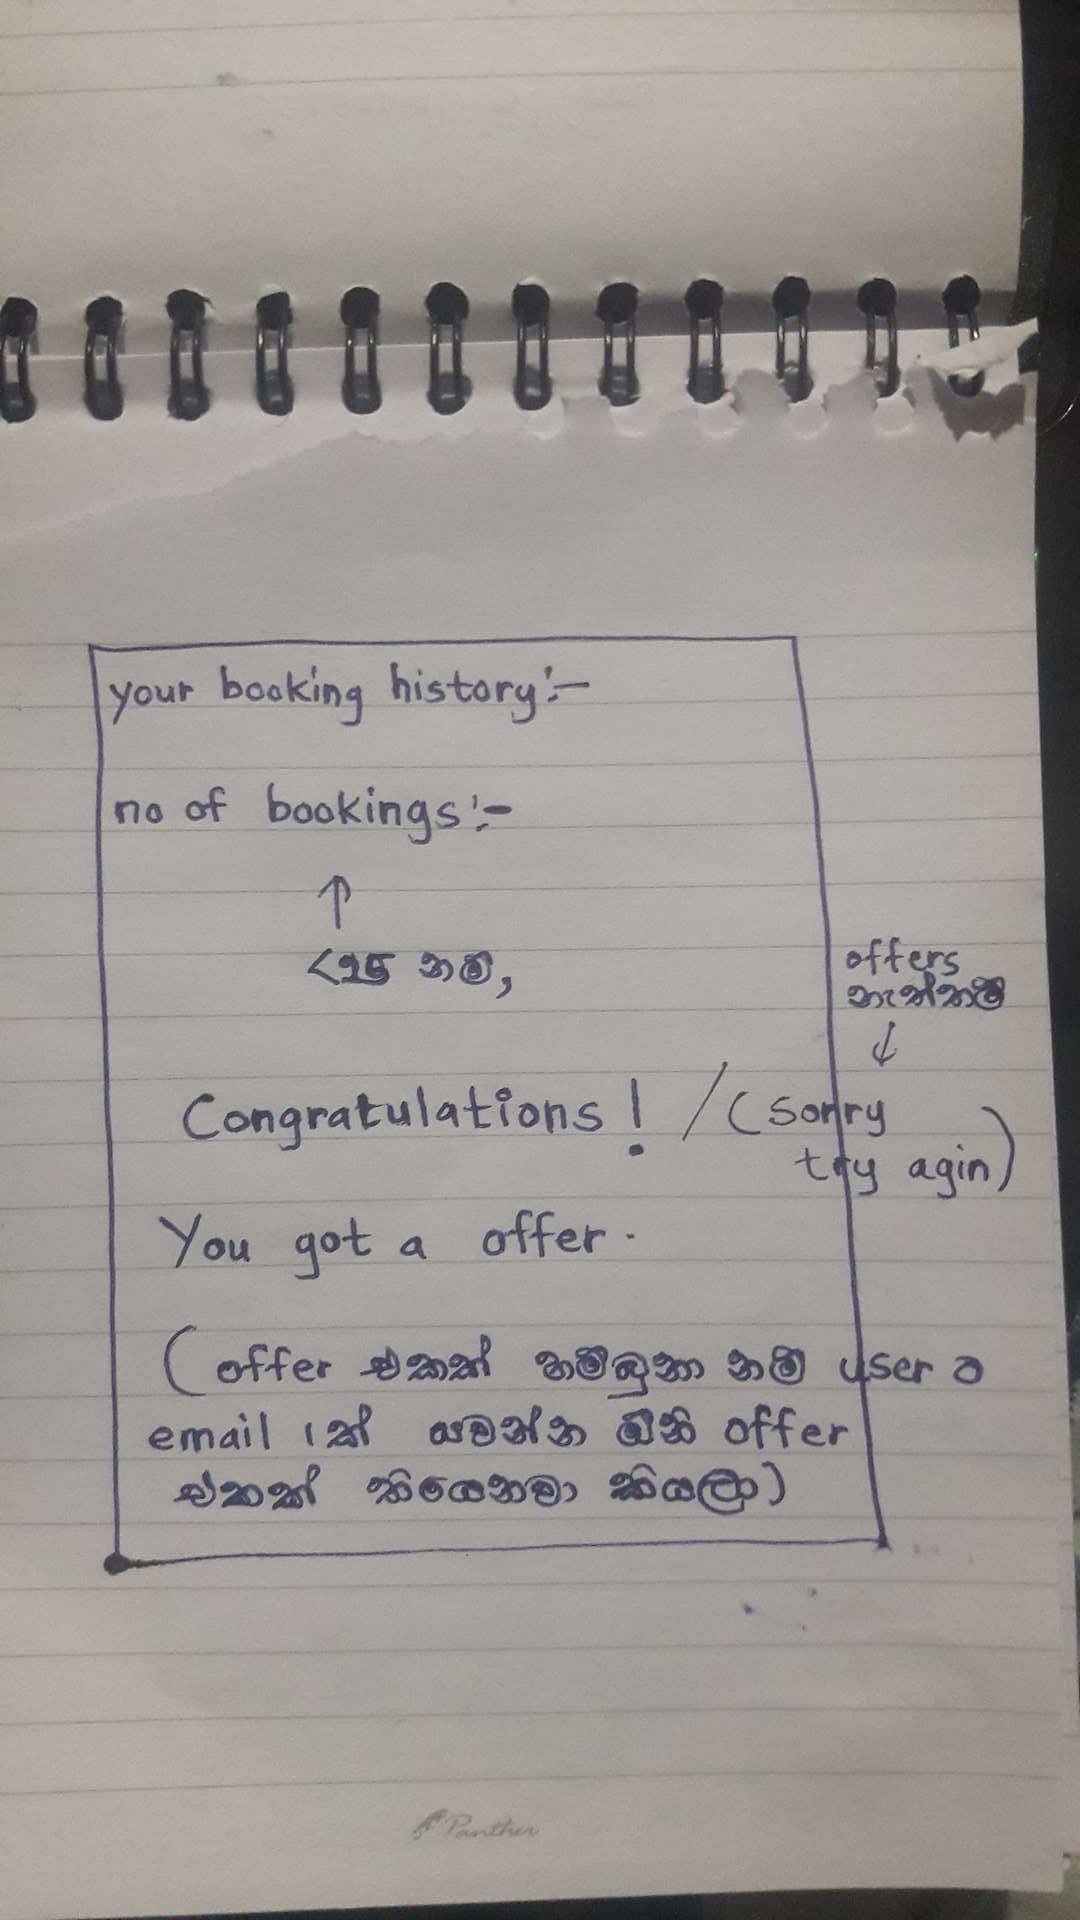 your booking history:-
no of bookings:-
↑
<25 නම්,
offers
නැත්නම්
↓
Congratulations! / (sorry
try agin)
You got a offer.
(offer එකක් හම්බුනා නම් user ට
email 1ක් යවන්න ඕනි offer
එකක් තියෙනවා කියලා)
Panther